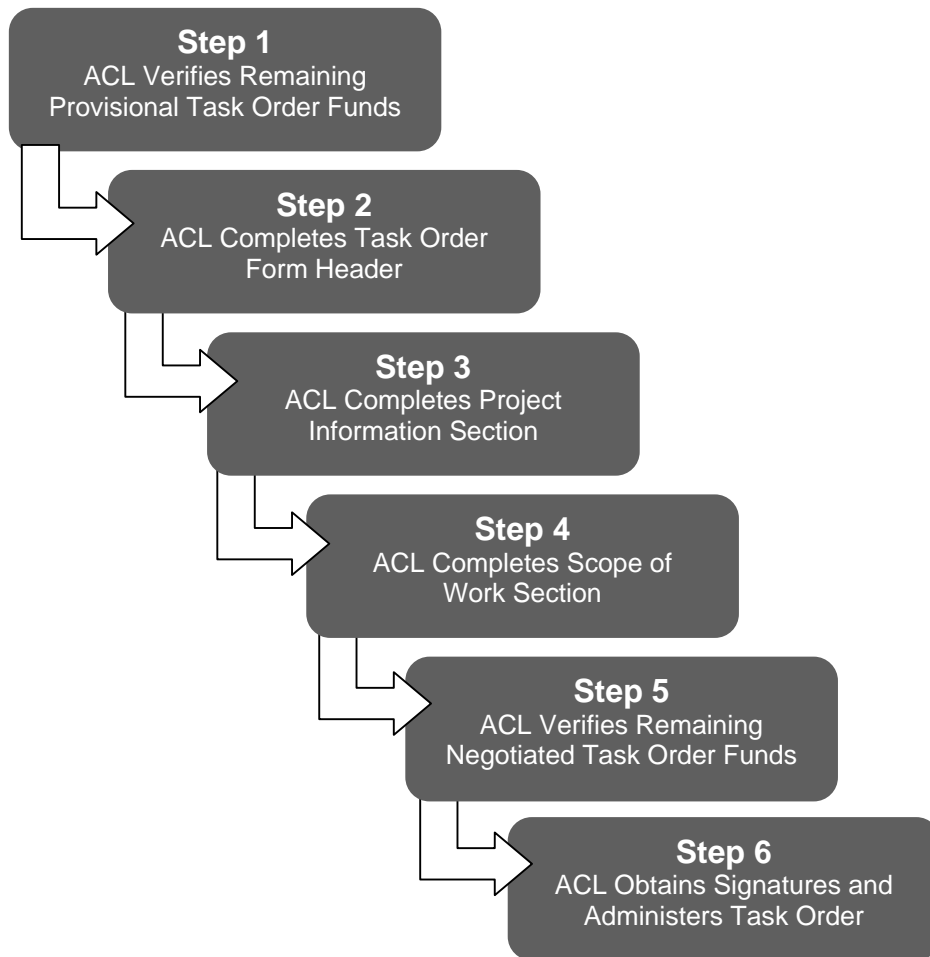 Step 1
ACL Verifies Remaining
Provisional Task Order Funds
Step 2
ACL Completes Task Order
Form Header
Step 3
ACL Completes Project
Information Section
Step 4
ACL Completes Scope of
Work Section
Step 5
ACL Verifies Remaining
Negotiated Task Order Funds
Step 6
ACL Obtains Signatures and
Administers Task Order